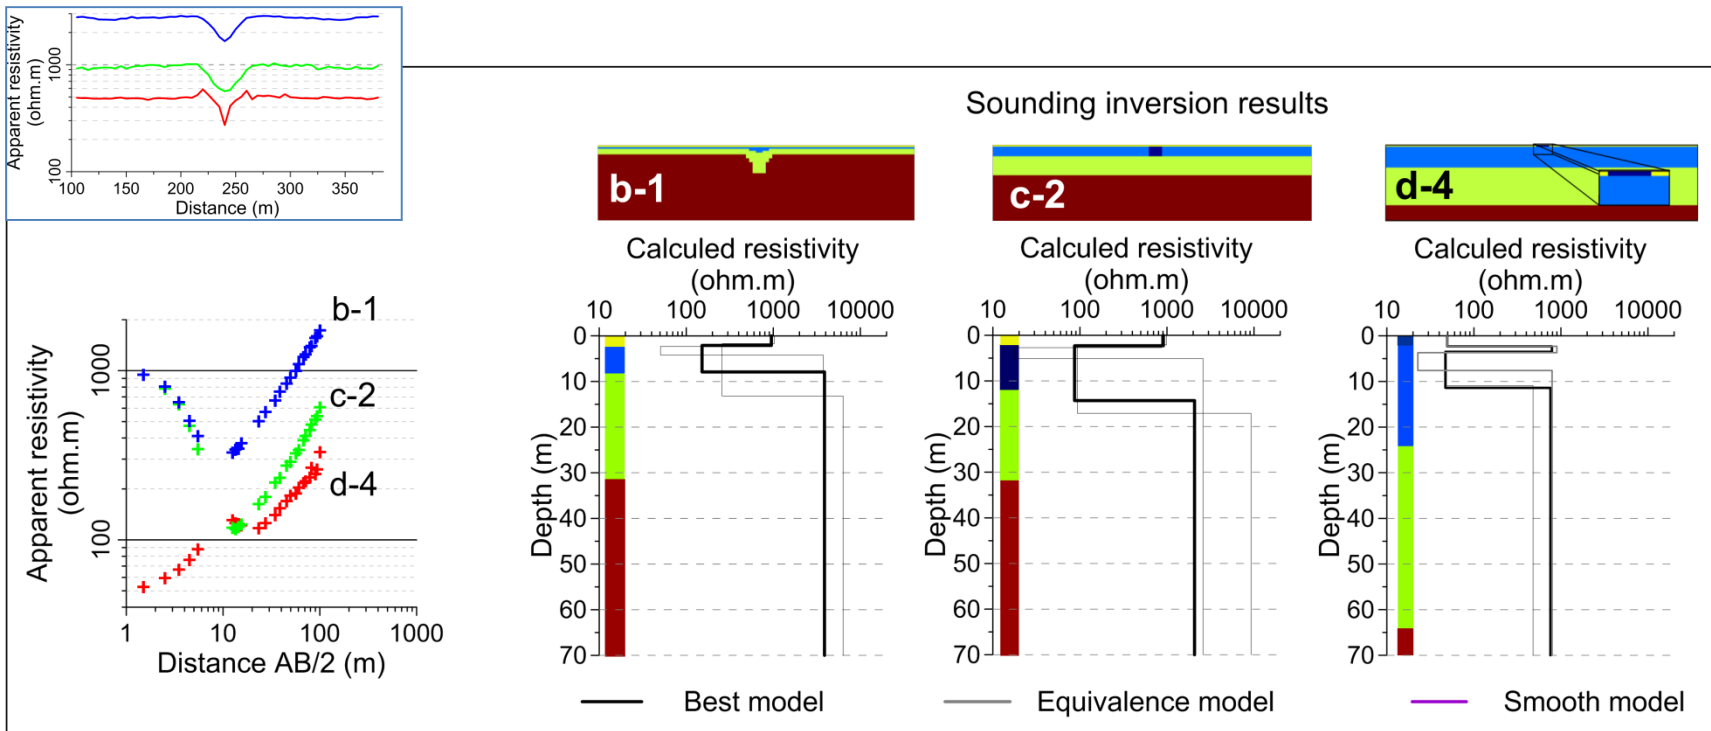 Apparent resistivity
(ohm.m)
1000
100
100 150 200 250 300 350
Distance (m)
Sounding inversion results
b-1
c-2
d-4
Calculed resistivity
(ohm.m)
10 100 1000 10000
Depth (m)
0
10
20
30
40
50
60
70
Calculed resistivity
(ohm.m)
10 100 1000 10000
Depth (m)
0
10
20
30
40
50
60
70
Calculed resistivity
(ohm.m)
10 100 1000 10000
Depth (m)
0
10
20
30
40
50
60
70
Apparent resistivity
(ohm.m)
1000
100
b-1
c-2
d-4
1 10 100 1000
Distance AB/2 (m)
Best model
Equivalence model
Smooth model